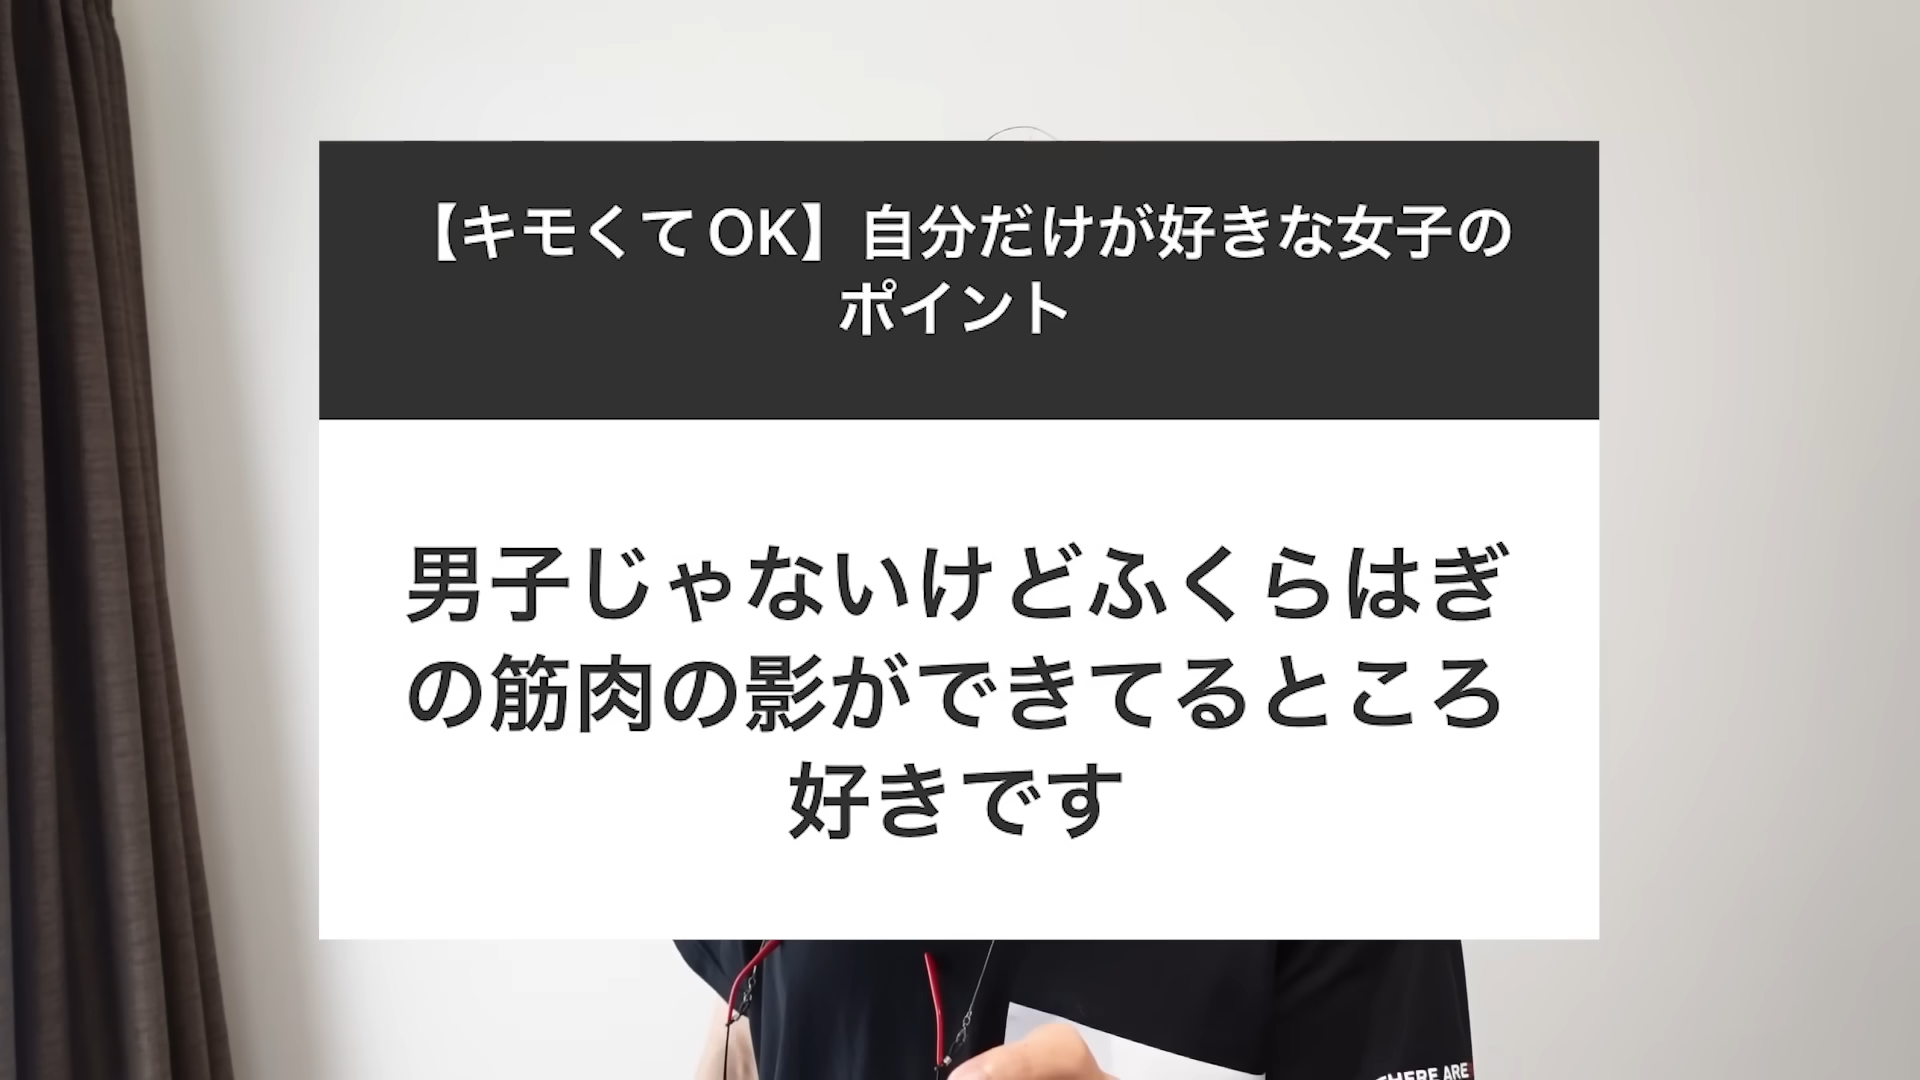 【キモくてOK】自分だけが好きな女子の
ポイント
男子じゃないけどふくらはぎ
の筋肉の影ができてるところ
好きです
THERE ARE